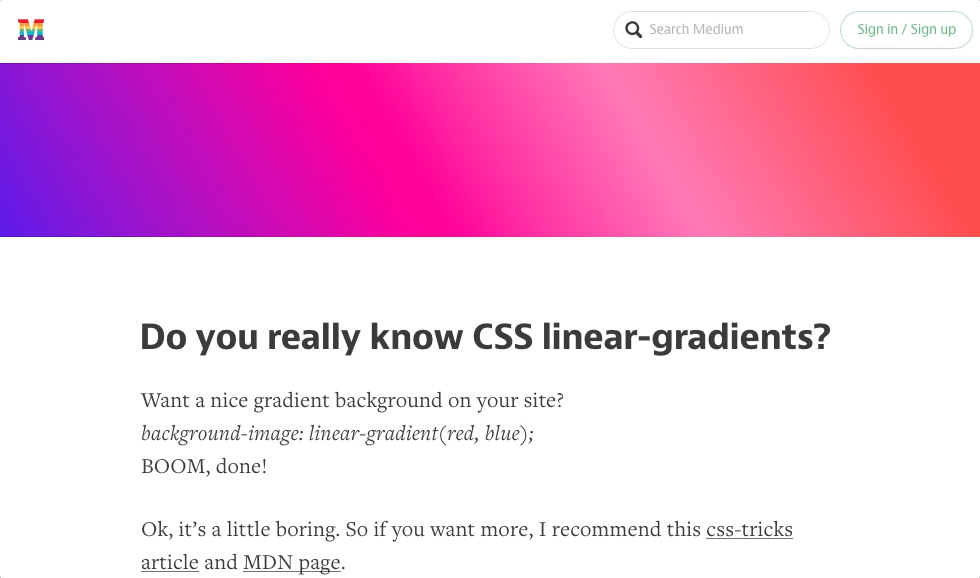 M
Search Medium
Sign in / Sign up
Do you really know CSS linear-gradients?
Want a nice gradient background on your site?
background-image: linear-gradient(red, blue);
BOOM, done!
Ok, it’s a little boring. So if you want more, I recommend this css-tricks
article and MDN page.